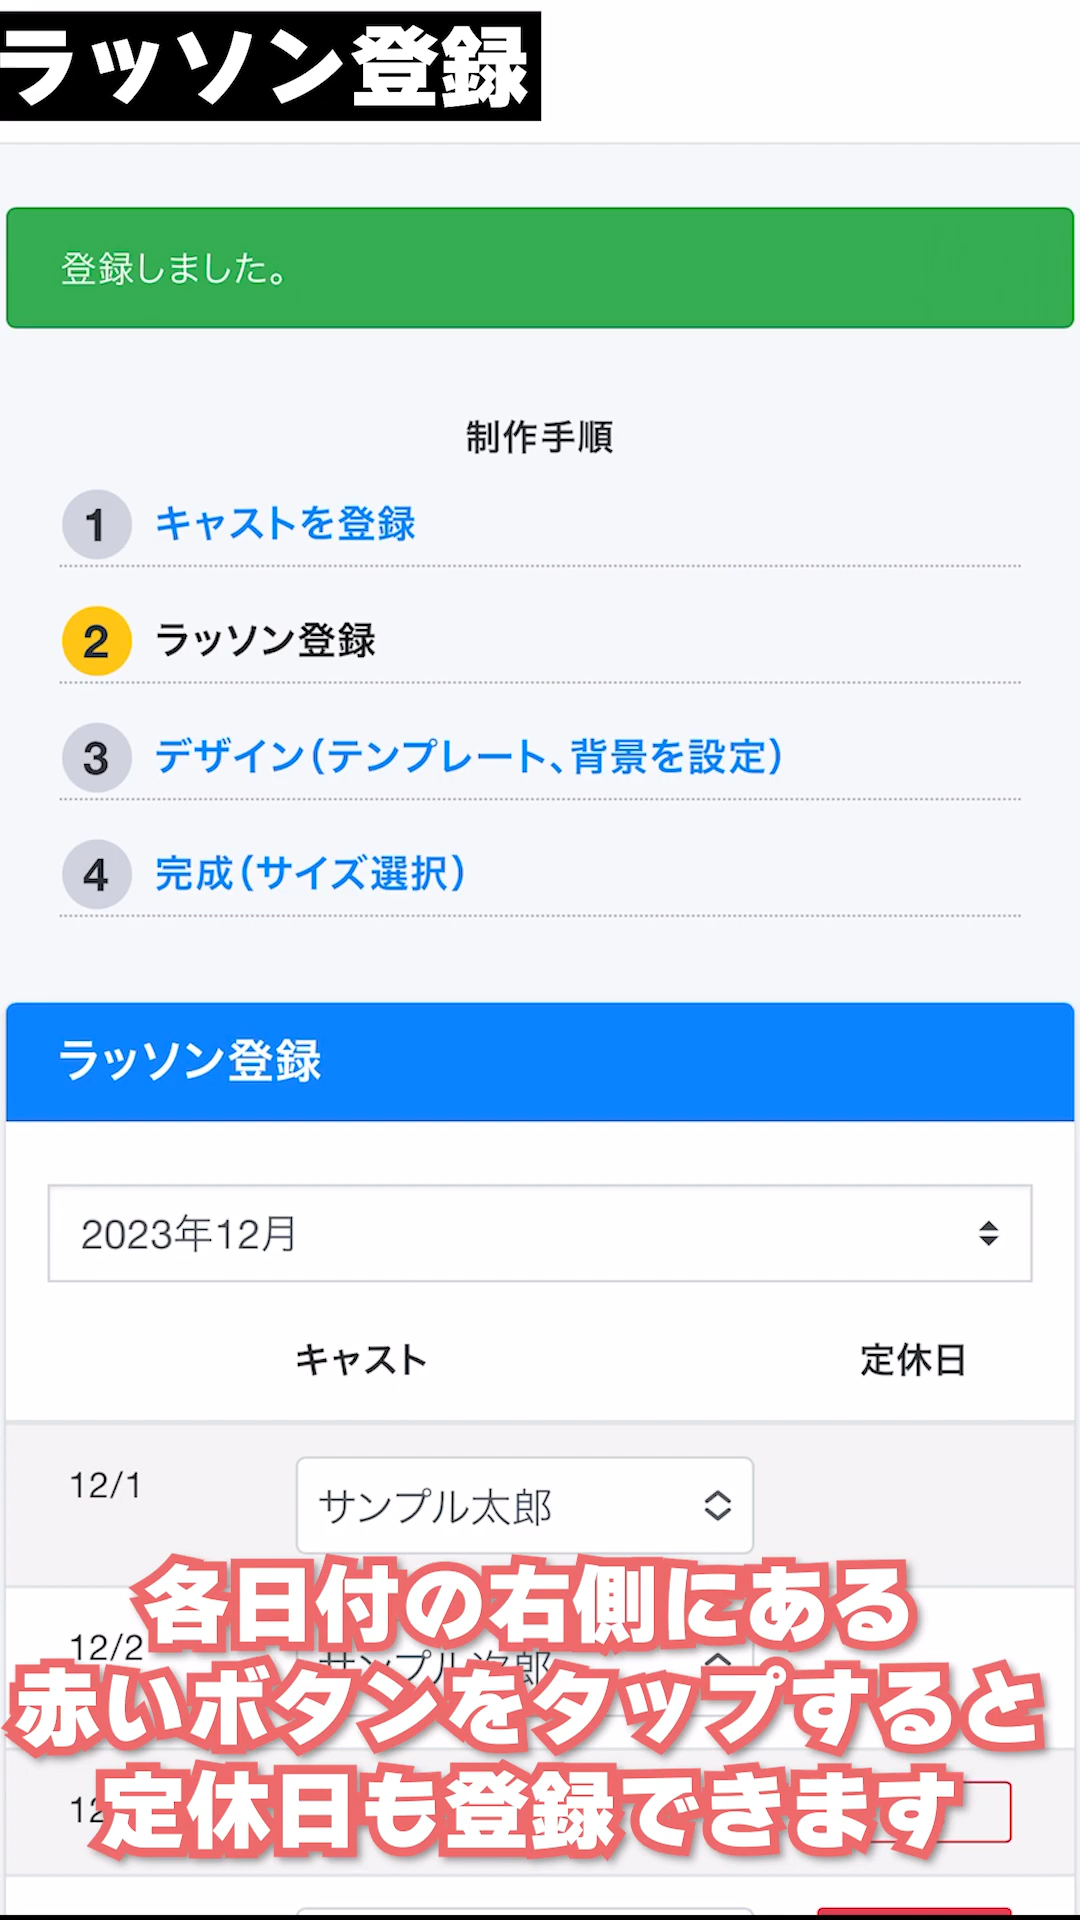 ラッソン登録
登録しました。
制作手順
1 キャストを登録
2 ラッソン登録
3 デザイン(テンプレート、背景を設定)
4 完成(サイズ選択)
ラッソン登録
2023年12月
キャスト 定休日
12/1 サンプル太郎
各日付の右側にある
12/2 サンプル次郎
赤いボタンをタップすると
定休日も登録できます